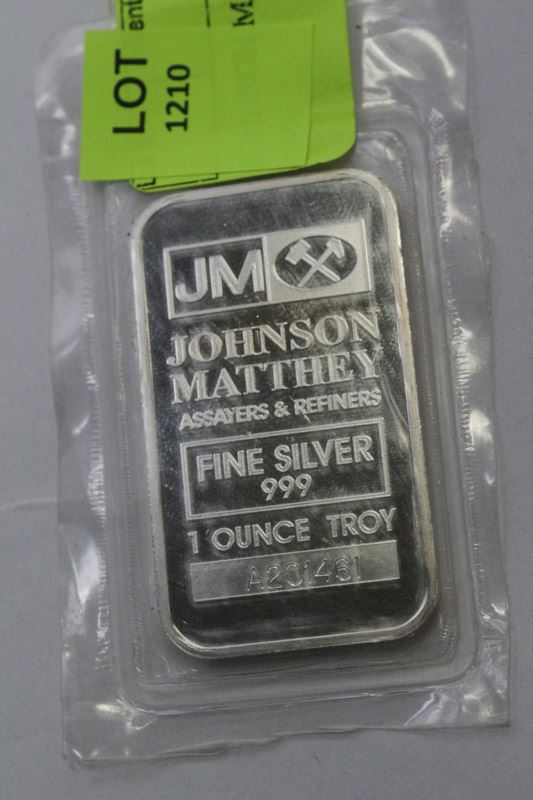 LOT
1210
JM
JOHNSON
MATTHEY
ASSAYERS & REFINERS
FINE SILVER
999
1 OUNCE TROY
A201461